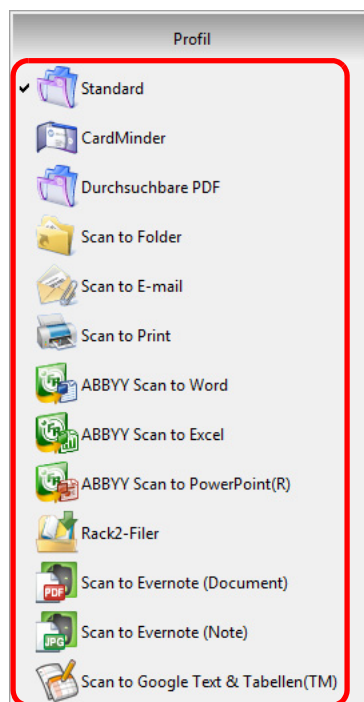 Profil
Standard
CardMinder
Durchsuchbare PDF
Scan to Folder
Scan to E-mail
Scan to Print
ABBYY Scan to Word
ABBYY Scan to Excel
ABBYY Scan to PowerPoint(R)
Rack2-Filer
PDF Scan to Evernote (Document)
JPG Scan to Evernote (Note)
Scan to Google Text & Tabellen(TM)